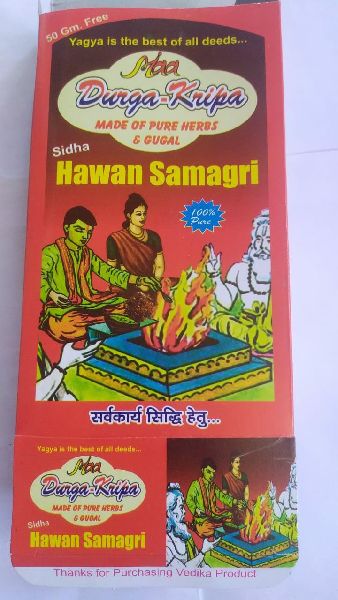 50 Gm. Free
Yagya is the best of all deeds...
Maa
Durga-Kripa
MADE OF PURE HERBS
& GUGAL
Sidha
Hawan Samagri
100%
Pure
सर्वकार्य सिद्धि हेतु...
Yagya is the best of all deeds...
Maa
Durga-Kripa
MADE OF PURE HERBS
& GUGAL
Sidha
Hawan Samagri
Thanks for Purchasing Vedika Product